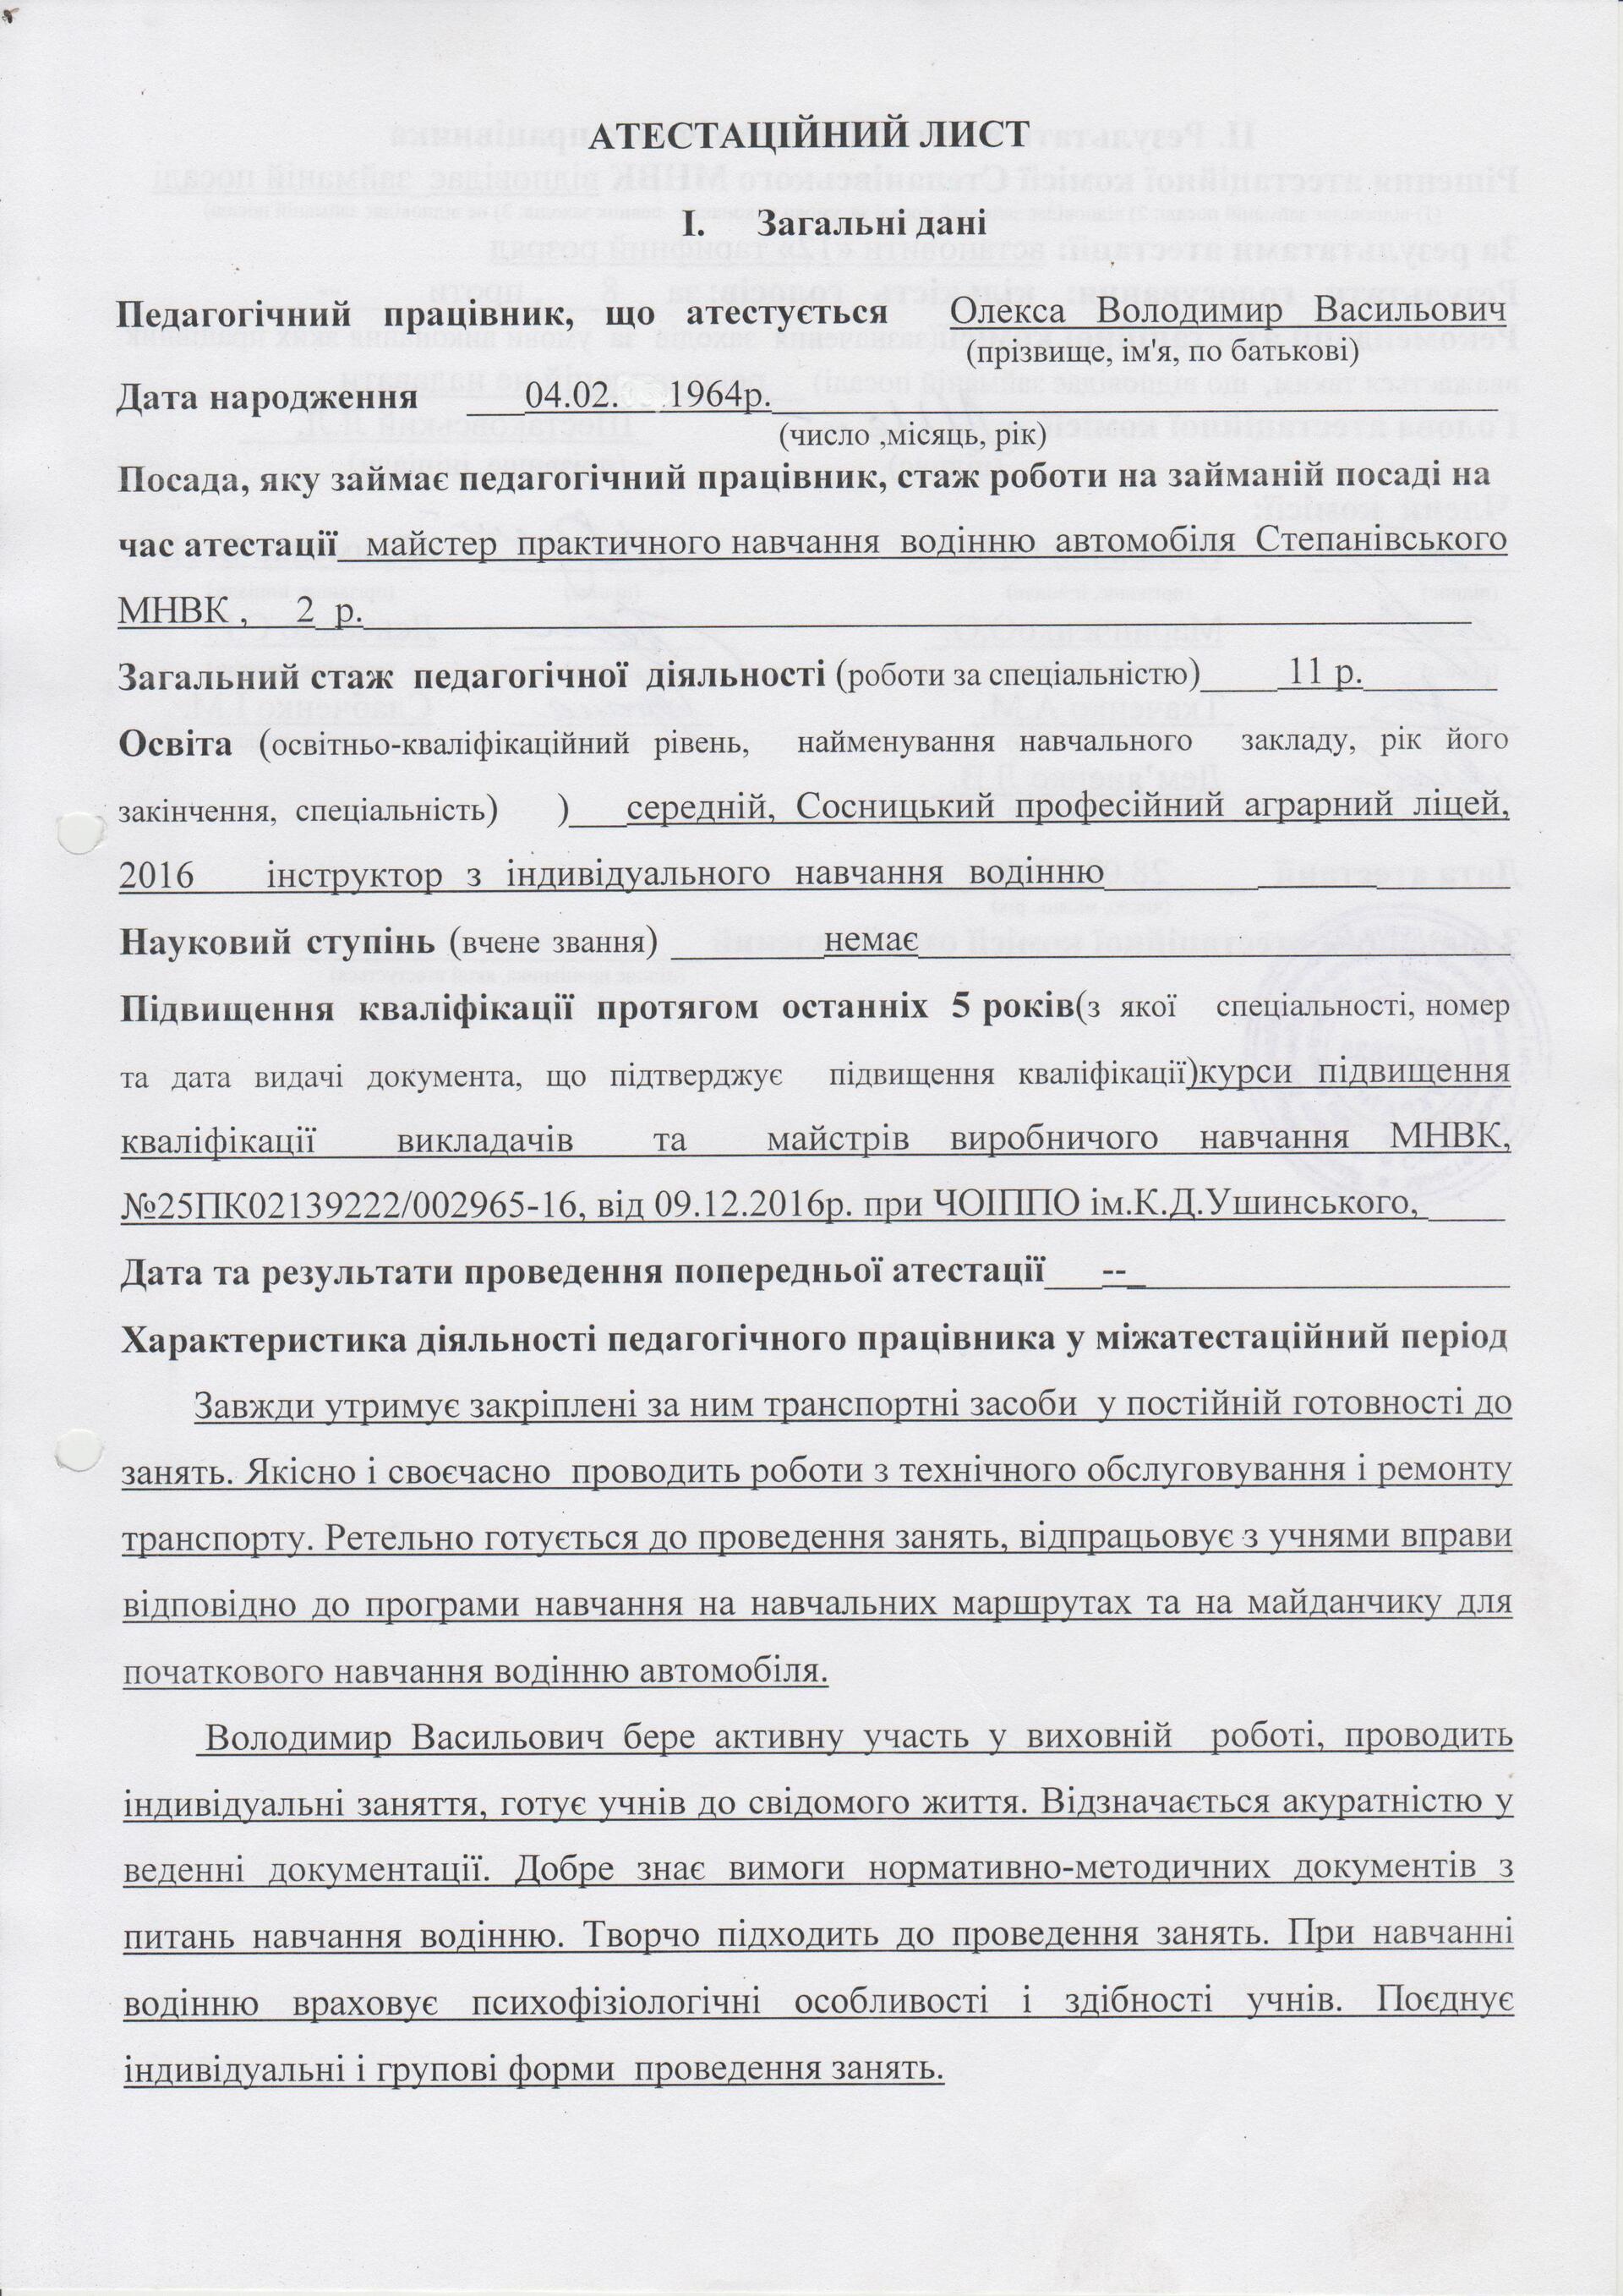 АТЕСТАЦІЙНИЙ ЛИСТ
І. Загальні дані
Педагогічний працівник, що атестується Олекса Володимир Васильович
(прізвище, ім'я, по батькові)
Дата народження ___04.02. .1964р.___
(число ,місяць, рік)
Посада, яку займає педагогічний працівник, стаж роботи на займаній посаді на
час атестації майстер практичного навчання водінню автомобіля Степанівського
МНВК , 2 р.
Загальний стаж педагогічної діяльності (роботи за спеціальністю)____ 11 р.____
Освіта (освітньо-кваліфікаційний рівень, найменування навчального закладу, рік його
закінчення, спеціальність) )___середній, Сосницький професійний аграрний ліцей,
2016 інструктор з індивідуального навчання водінню
Науковий ступінь (вчене звання) ________немає________
Підвищення кваліфікації протягом останніх 5 років(з якої спеціальності, номер
та дата видачі документа, що підтверджує підвищення кваліфікації)курси підвищення
кваліфікації викладачів та майстрів виробничого навчання МНВК,
№25ПК02139222/002965-16, від 09.12.2016р. при ЧОІППО ім.К.Д.Ушинського,
Дата та результати проведення попередньої атестації___--_
Характеристика діяльності педагогічного працівника у міжатестаційний період
Завжди утримує закріплені за ним транспортні засоби у постійній готовності до
занять. Якісно і своєчасно проводить роботи з технічного обслуговування і ремонту
транспорту. Ретельно готується до проведення занять, відпрацьовує з учнями вправи
відповідно до програми навчання на навчальних маршрутах та на майданчику для
початкового навчання водінню автомобіля.
Володимир Васильович бере активну участь у виховній роботі, проводить
індивідуальні заняття, готує учнів до свідомого життя. Відзначається акуратністю у
веденні документації. Добре знає вимоги нормативно-методичних документів з
питань навчання водінню. Творчо підходить до проведення занять. При навчанні
водінню враховує психофізіологічні особливості і здібності учнів. Поєднує
індивідуальні і групові форми проведення занять.